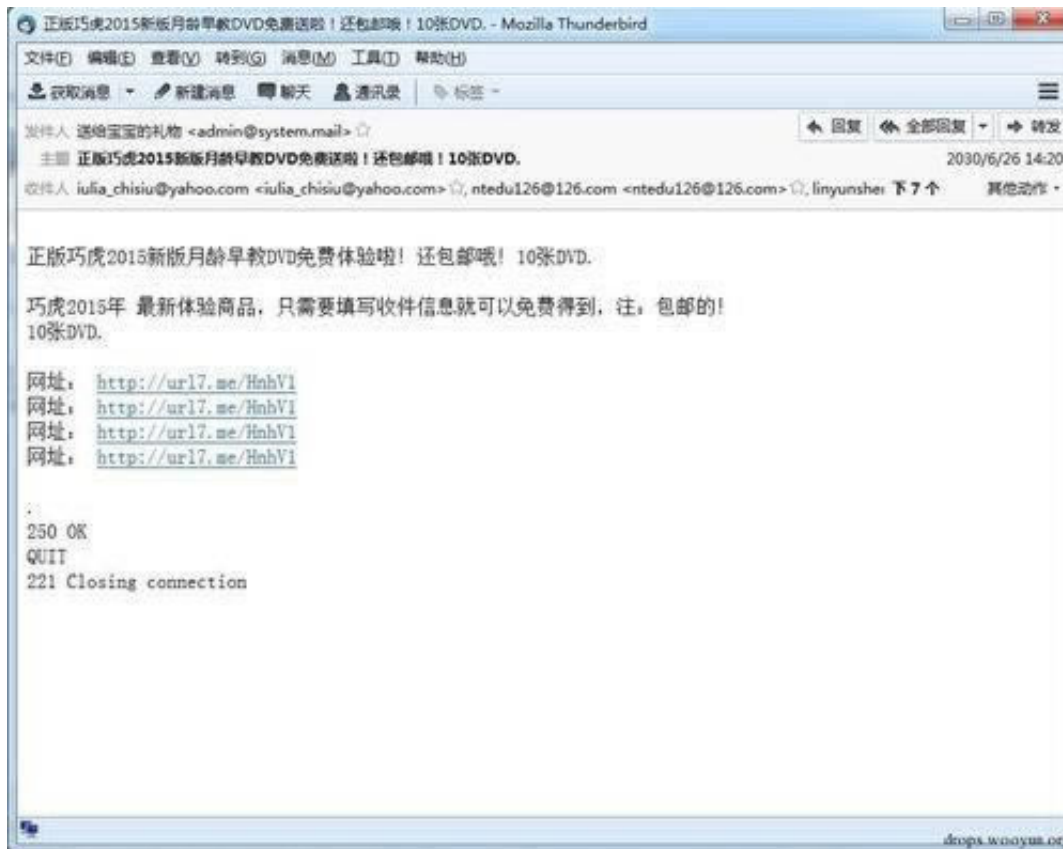 正版巧虎2015新版月龄早教DVD免费送啦！还包邮哦！10张DVD. - Mozilla Thunderbird
文件(F) 编辑(E) 查看(V) 转到(G) 消息(M) 工具(T) 帮助(H)
获取消息 新建消息 聊天 通讯录 标签
发件人 送给宝宝的礼物 <admin@system.mail> 回复 全部回复 转发
主题 正版巧虎2015新版月龄早教DVD免费送啦！还包邮哦！10张DVD. 2030/6/26 14:20
收件人 iulia_chisiu@yahoo.com <iulia_chisiu@yahoo.com>, ntedu126@126.com <ntedu126@126.com>, linyunshe 下 7 个 其他动作
正版巧虎2015新版月龄早教DVD免费体验啦！还包邮哦！10张DVD.
巧虎2015年 最新体验商品，只需要填写收件信息就可以免费得到，注：包邮的！
10张DVD.
网址： http://url7.me/HnhV1
网址： http://url7.me/HnhV1
网址： http://url7.me/HnhV1
网址： http://url7.me/HnhV1
.
250 OK
QUIT
221 Closing connection
drops.wooyun.or